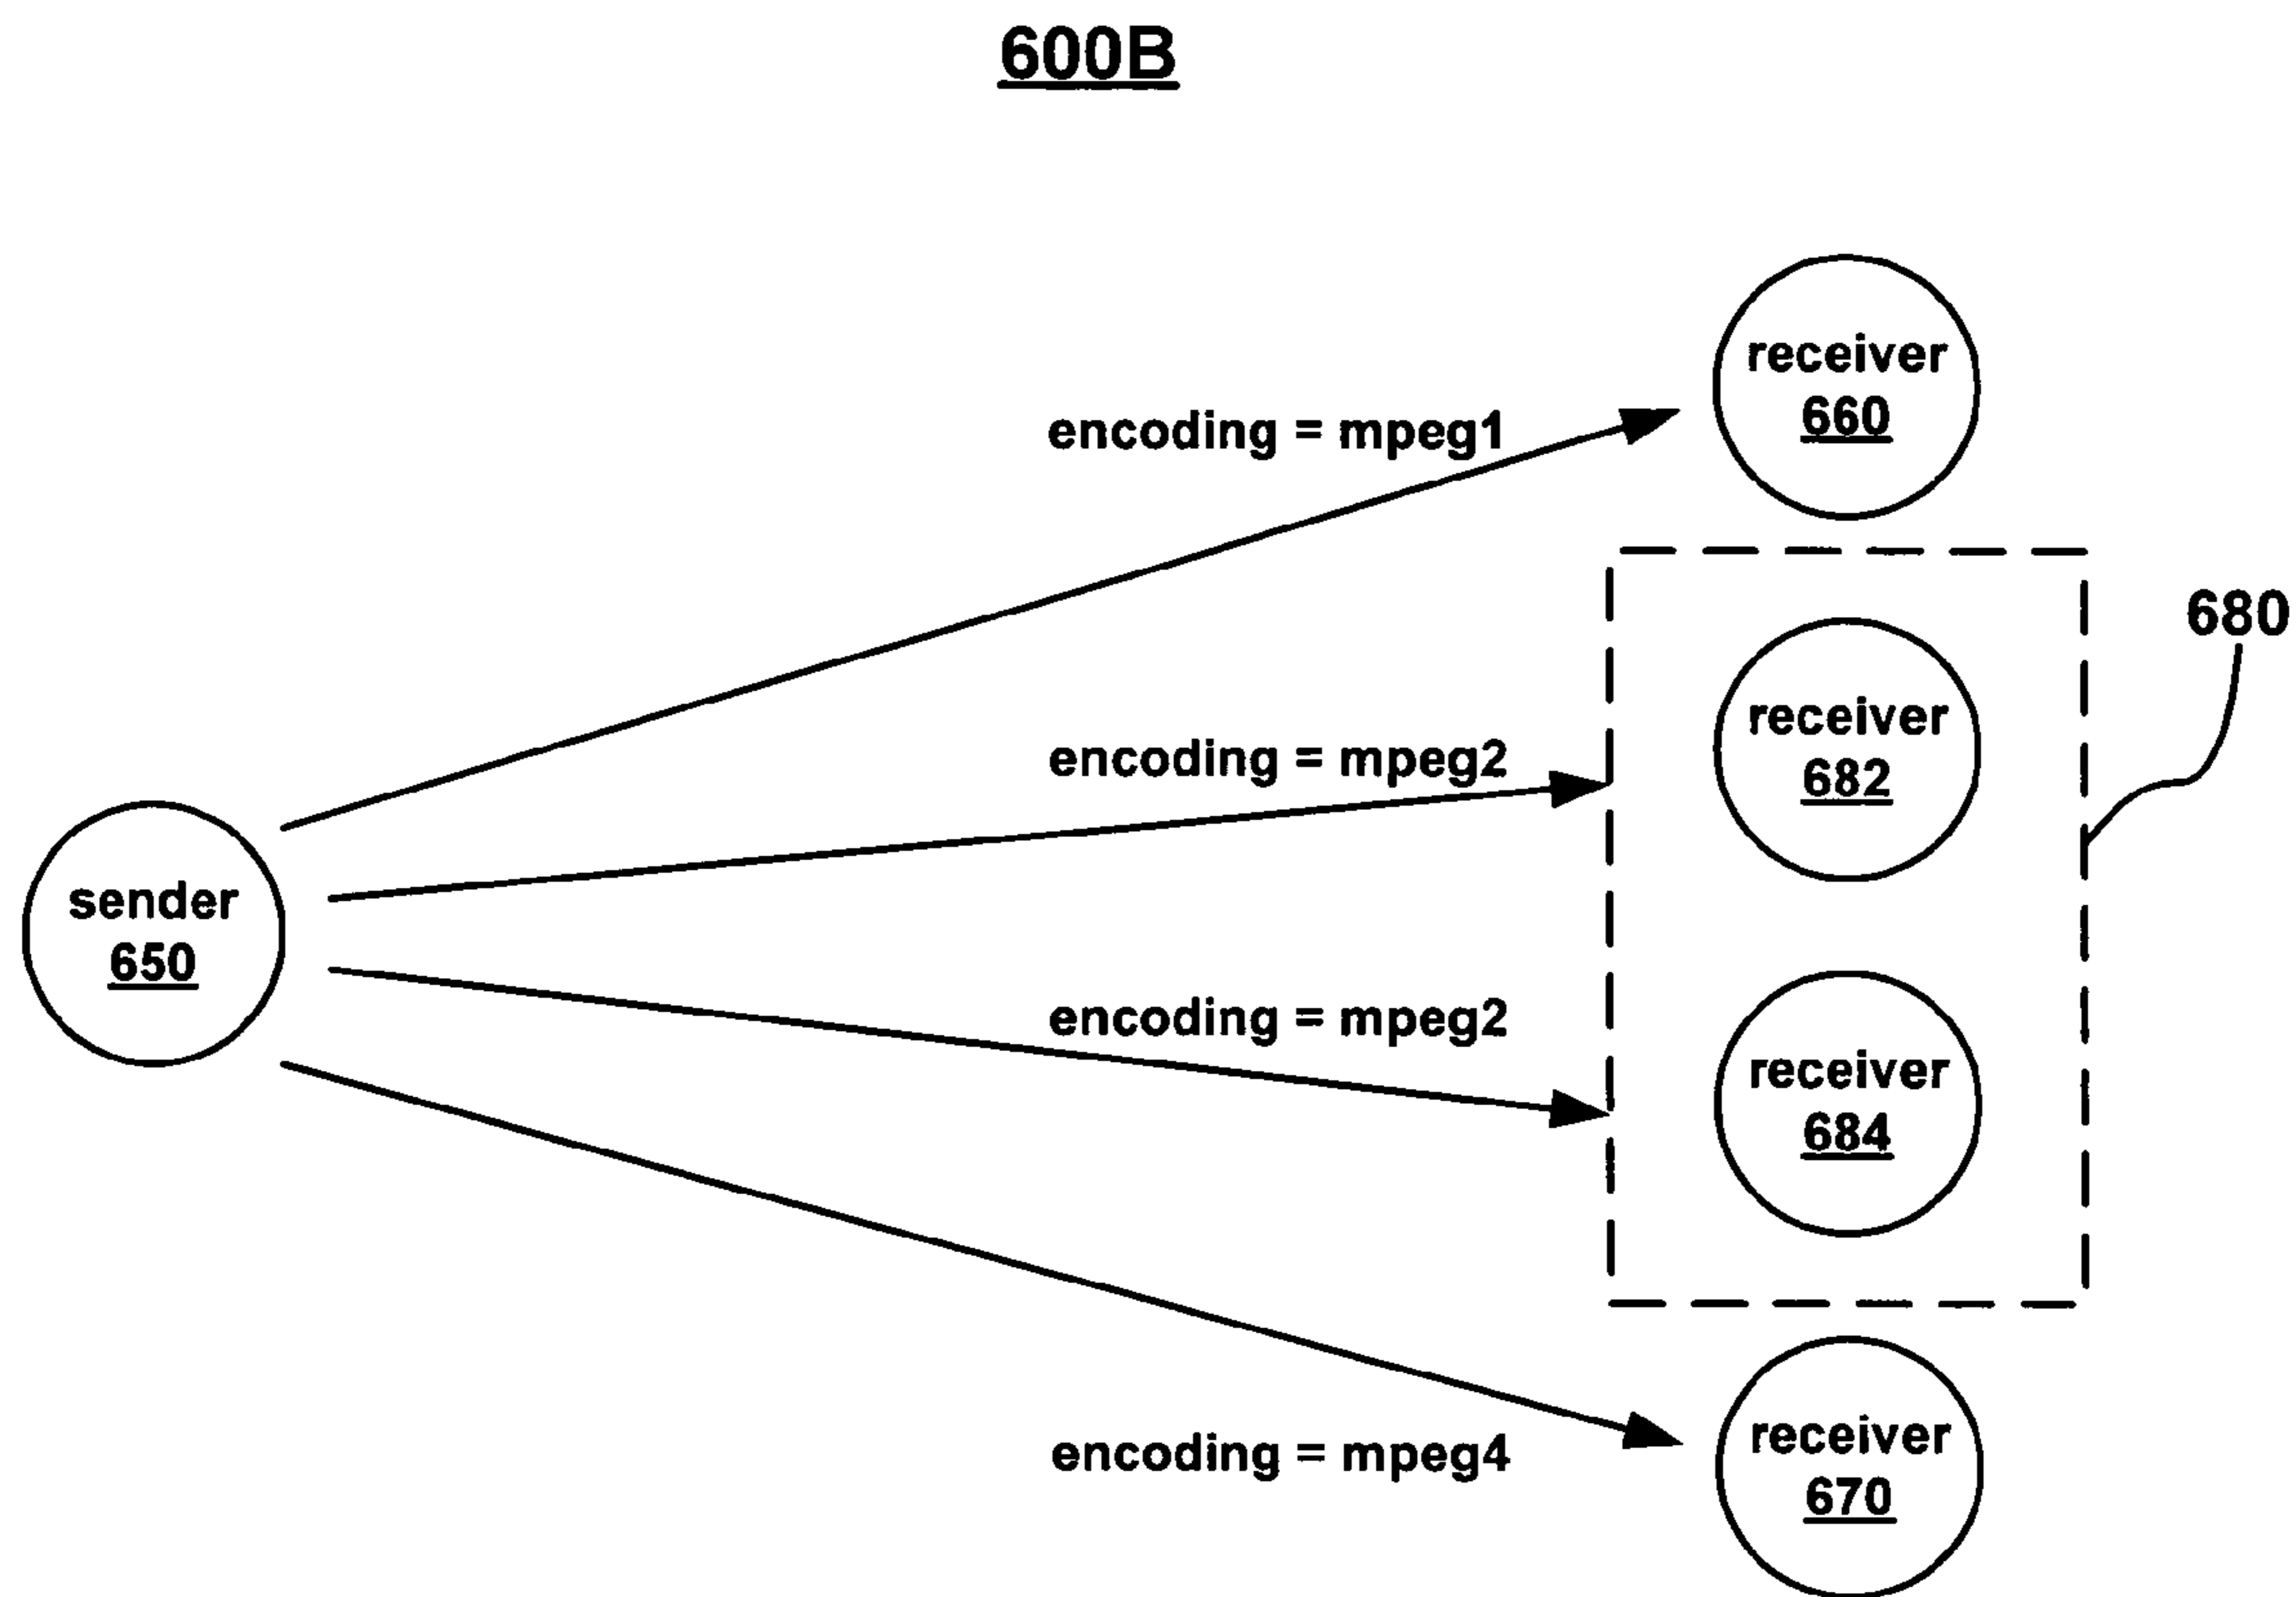 600B
receiver
660
encoding = mpeg1
680
receiver
682
encoding = mpeg2
sender
650
encoding = mpeg2
receiver
684
encoding = mpeg4
receiver
670